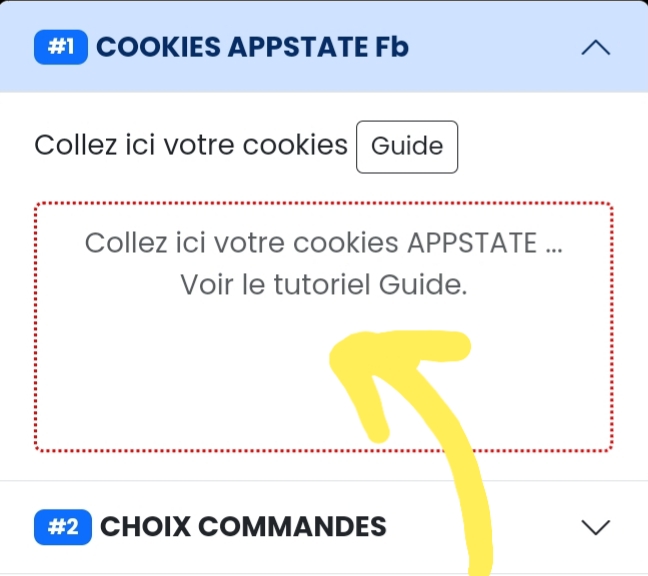 #1 COOKIES APPSTATE Fb
Collez ici votre cookies Guide
Collez ici votre cookies APPSTATE ...
Voir le tutoriel Guide.
#2 CHOIX COMMANDES